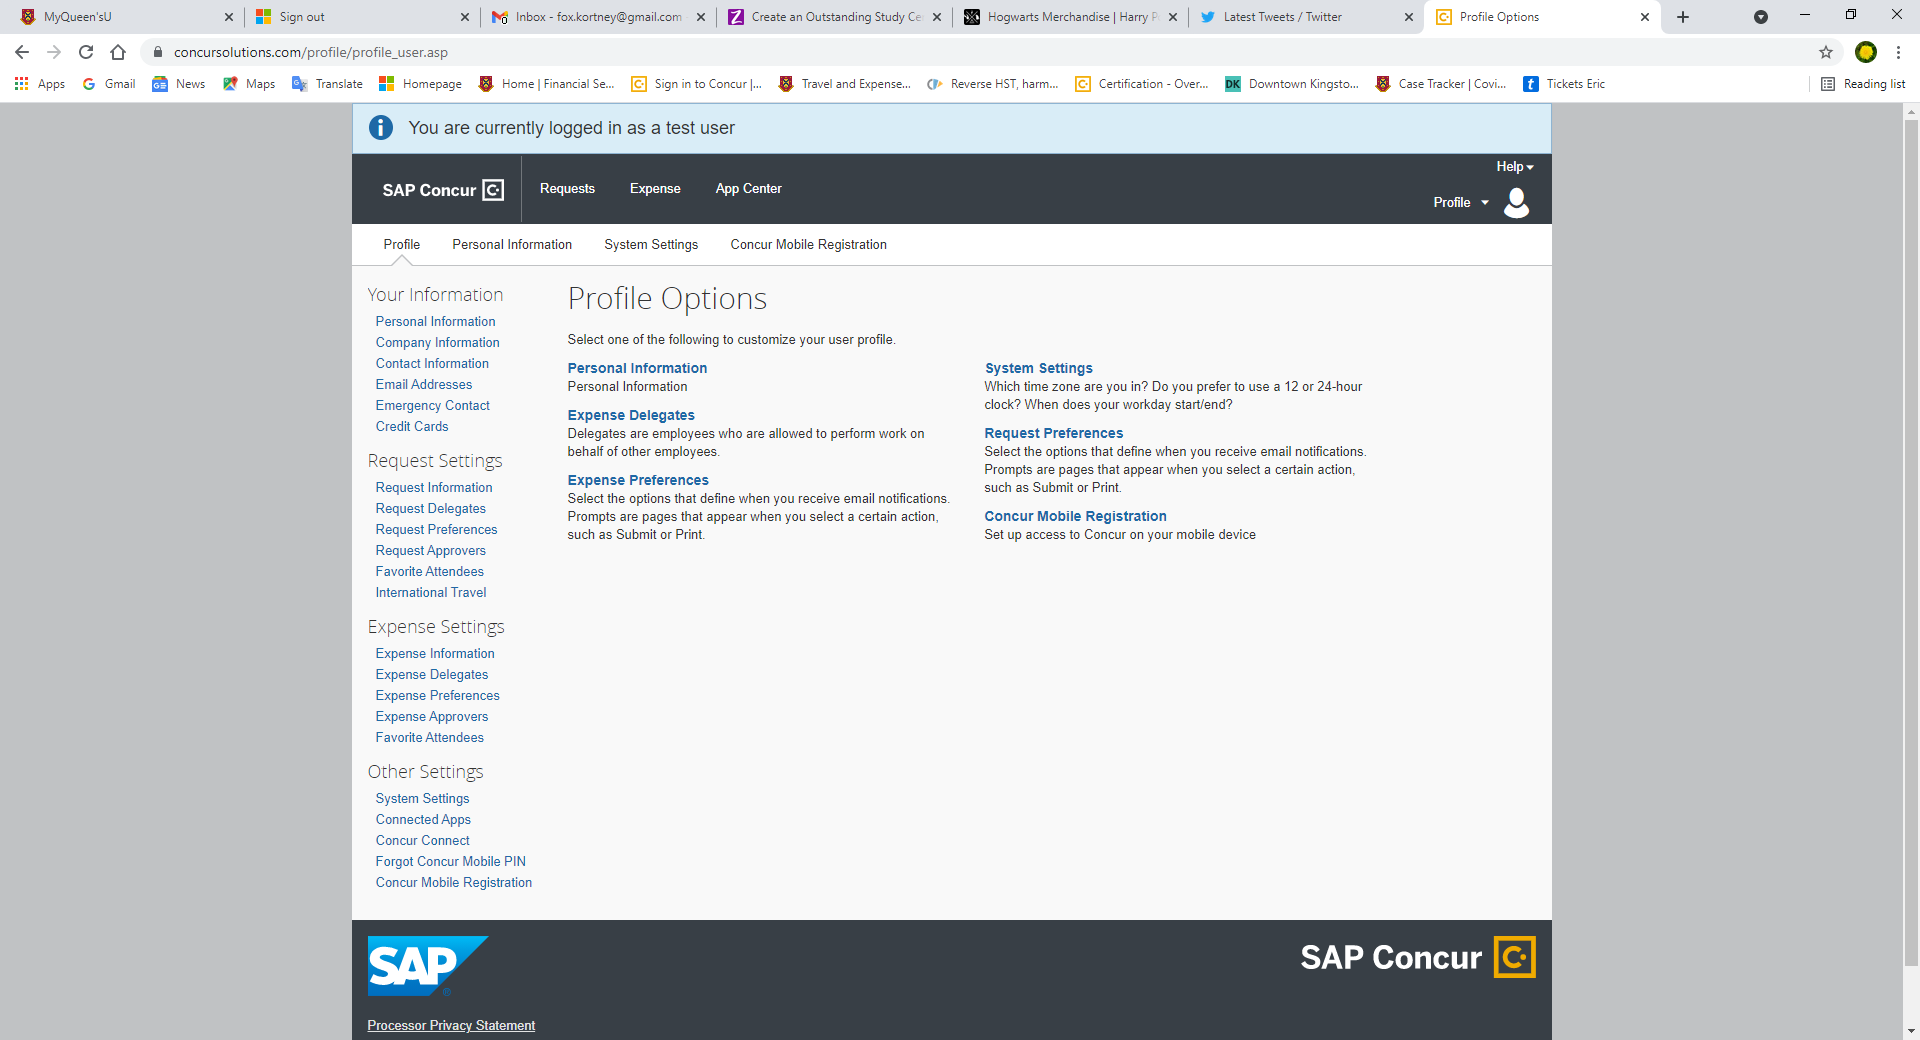 MyQueen'sU
Sign out
Inbox - fox.kortney@gmail.com
Create an Outstanding Study Ce
Hogwarts Merchandise | Harry P
Latest Tweets / Twitter
Profile Options
concursolutions.com/profile/profile_user.asp
Apps
Gmail
News
Maps
Translate
Homepage
Home | Financial Se...
Sign in to Concur |...
Travel and Expense...
Reverse HST, harm...
Certification - Over...
DK Downtown Kingsto...
Case Tracker | Covi...
t Tickets Eric
Reading list
You are currently logged in as a test user
Help
SAP Concur C
Requests
Expense
App Center
Profile
Profile
Personal Information
System Settings
Concur Mobile Registration
Your Information
Personal Information
Company Information
Contact Information
Email Addresses
Emergency Contact
Credit Cards
Request Settings
Request Information
Request Delegates
Request Preferences
Request Approvers
Favorite Attendees
International Travel
Expense Settings
Expense Information
Expense Delegates
Expense Preferences
Expense Approvers
Favorite Attendees
Other Settings
System Settings
Connected Apps
Concur Connect
Forgot Concur Mobile PIN
Concur Mobile Registration
Profile Options
Select one of the following to customize your user profile.
Personal Information
Personal Information
Expense Delegates
Delegates are employees who are allowed to perform work on
behalf of other employees.
Expense Preferences
Select the options that define when you receive email notifications.
Prompts are pages that appear when you select a certain action,
such as Submit or Print.
System Settings
Which time zone are you in? Do you prefer to use a 12 or 24-hour
clock? When does your workday start/end?
Request Preferences
Select the options that define when you receive email notifications.
Prompts are pages that appear when you select a certain action,
such as Submit or Print.
Concur Mobile Registration
Set up access to Concur on your mobile device
SAP ®
SAP Concur C
Processor Privacy Statement